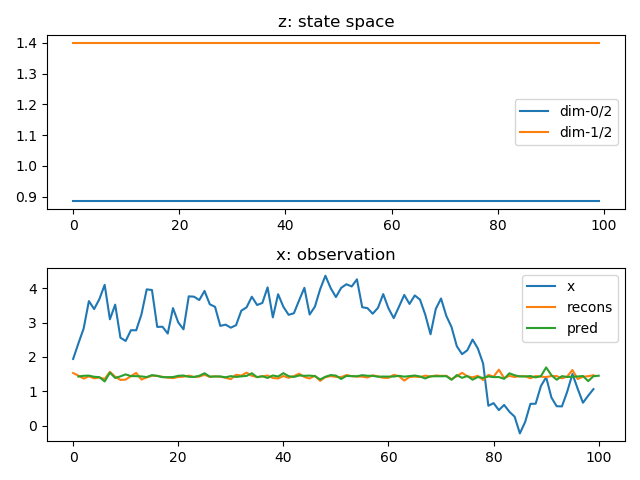 z: state space
1.4
1.3
1.2
1.1
1.0
0.9
dim-0/2
dim-1/2
0 20 40 60 80 100
x: observation
4
3
2
1
0
x
recons
pred
0 20 40 60 80 100